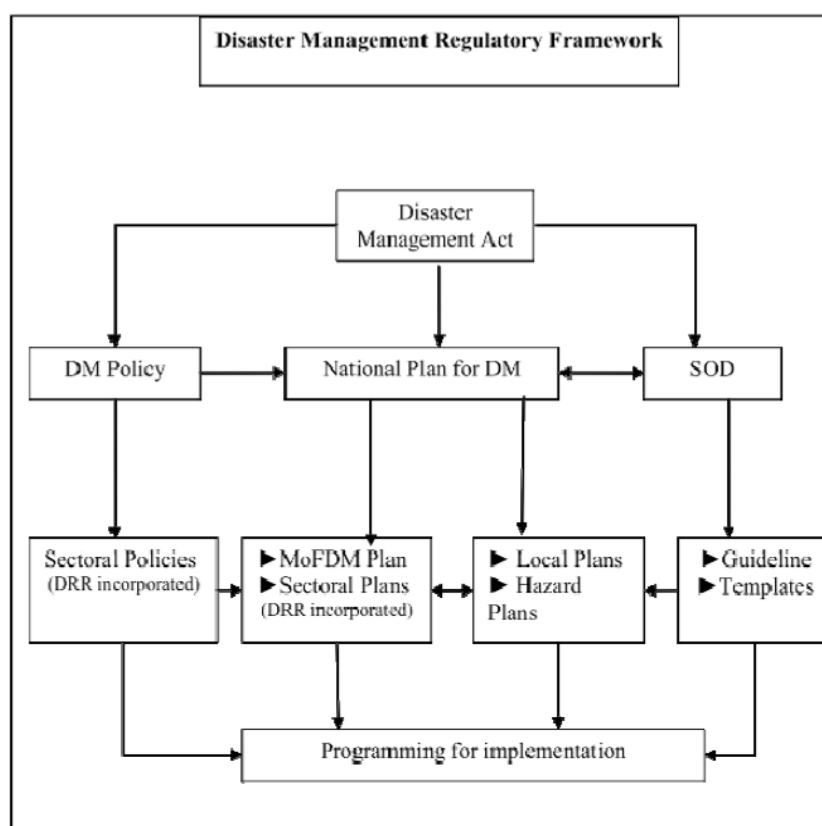 Disaster Management Regulatory Framework
Disaster
Management Act
DM Policy
National Plan for DM
SOD
Sectoral Policies
(DRR incorporated)
►MoFDM Plan
►Sectoral Plans
(DRR incorporated)
► Local Plans
► Hazard
Plans
►Guideline
►Templates
Programming for implementation